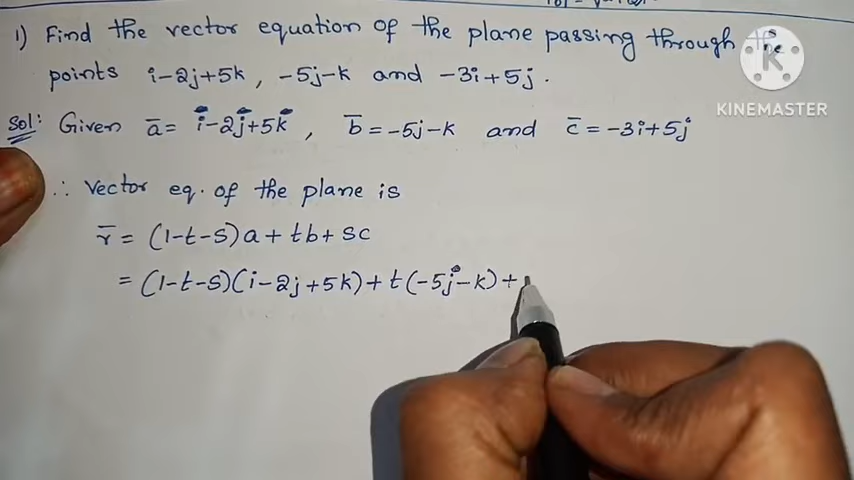 1) Find the vector equation of the plane passing through the
points i-2j+5k, -5j-k and -3i+5j.
Sol: Given a̅ = i-2j+5k, b̅ = -5j-k and c̅ = -3i+5j
∴ Vector eq. of the plane is
r̅ = (1-t-s)a + tb + sc
= (1-t-s)(i-2j+5k) + t(-5j-k) +
K
KINEMASTER